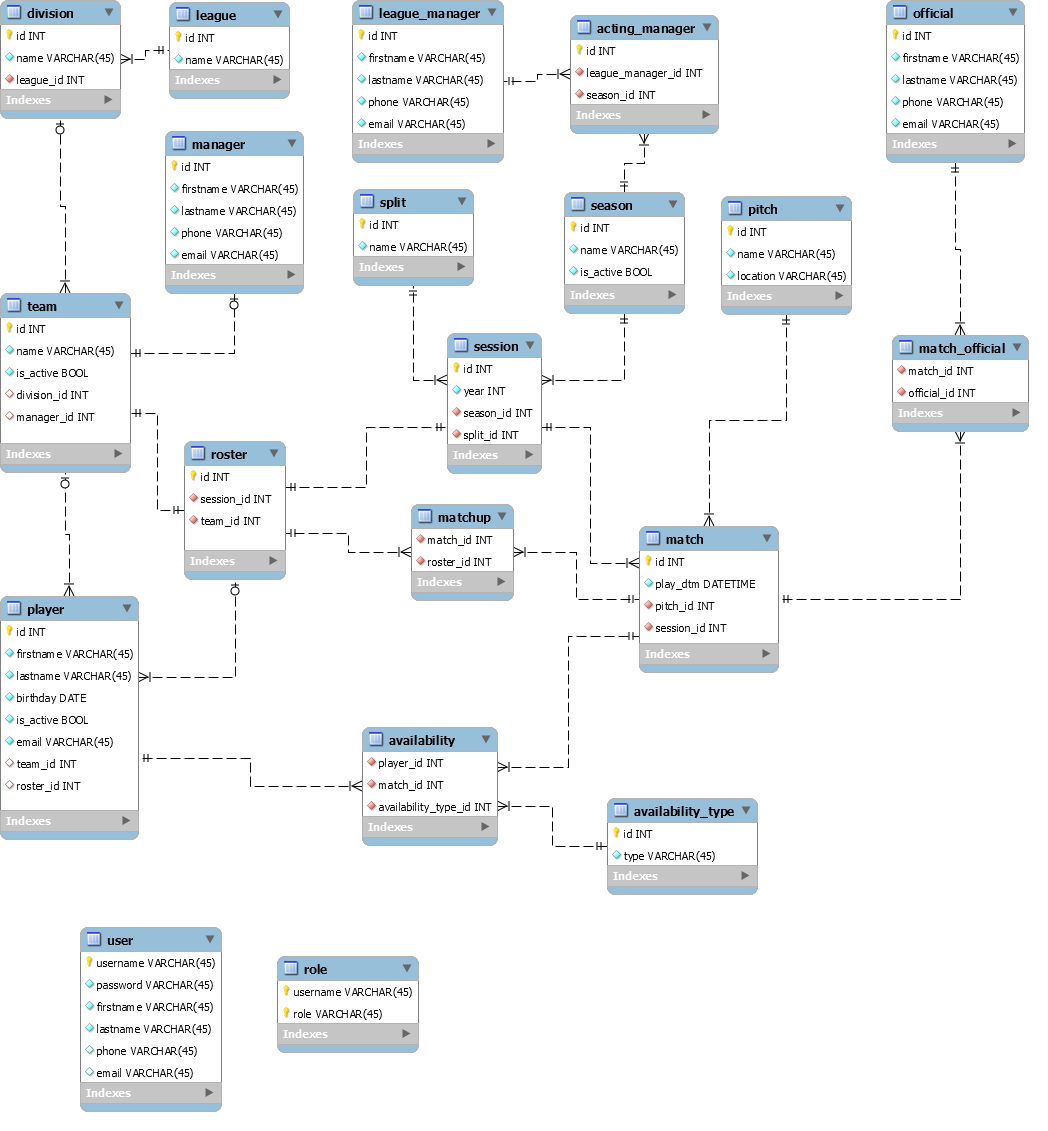 division
id INT
name VARCHAR(45)
league_id INT
Indexes
league
id INT
name VARCHAR(45)
Indexes
league_manager
id INT
firstname VARCHAR(45)
lastname VARCHAR(45)
phone VARCHAR(45)
email VARCHAR(45)
Indexes
acting_manager
id INT
league_manager_id INT
season_id INT
Indexes
official
id INT
firstname VARCHAR(45)
lastname VARCHAR(45)
phone VARCHAR(45)
email VARCHAR(45)
Indexes
manager
id INT
firstname VARCHAR(45)
lastname VARCHAR(45)
phone VARCHAR(45)
email VARCHAR(45)
Indexes
split
id INT
name VARCHAR(45)
Indexes
season
id INT
name VARCHAR(45)
is_active BOOL
Indexes
pitch
id INT
name VARCHAR(45)
location VARCHAR(45)
Indexes
team
id INT
name VARCHAR(45)
is_active BOOL
division_id INT
manager_id INT
Indexes
session
id INT
year INT
season_id INT
split_id INT
Indexes
match_official
match_id INT
official_id INT
Indexes
roster
id INT
session_id INT
team_id INT
Indexes
matchup
match_id INT
roster_id INT
Indexes
match
id INT
play_dtm DATETIME
pitch_id INT
session_id INT
Indexes
player
id INT
firstname VARCHAR(45)
lastname VARCHAR(45)
birthday DATE
is_active BOOL
email VARCHAR(45)
team_id INT
roster_id INT
Indexes
availability
player_id INT
match_id INT
availability_type_id INT
Indexes
availability_type
id INT
type VARCHAR(45)
Indexes
user
username VARCHAR(45)
password VARCHAR(45)
firstname VARCHAR(45)
lastname VARCHAR(45)
phone VARCHAR(45)
email VARCHAR(45)
Indexes
role
username VARCHAR(45)
role VARCHAR(45)
Indexes